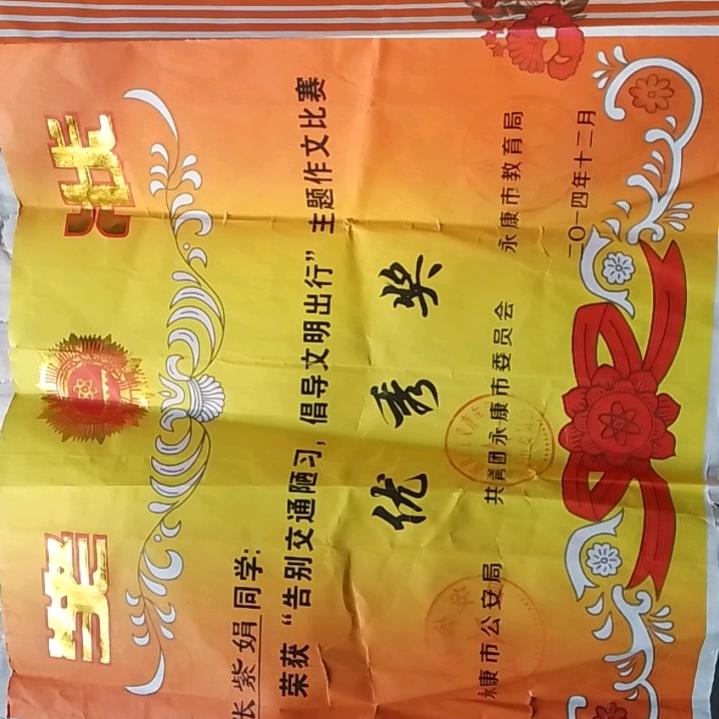 奖状
张紫娟同学:
荣获“告别交通陋习，倡导文明出行”主题作文比赛
优秀奖
永康市公安局 共青团永康市委员会 永康市教育局
二〇一四年十二月